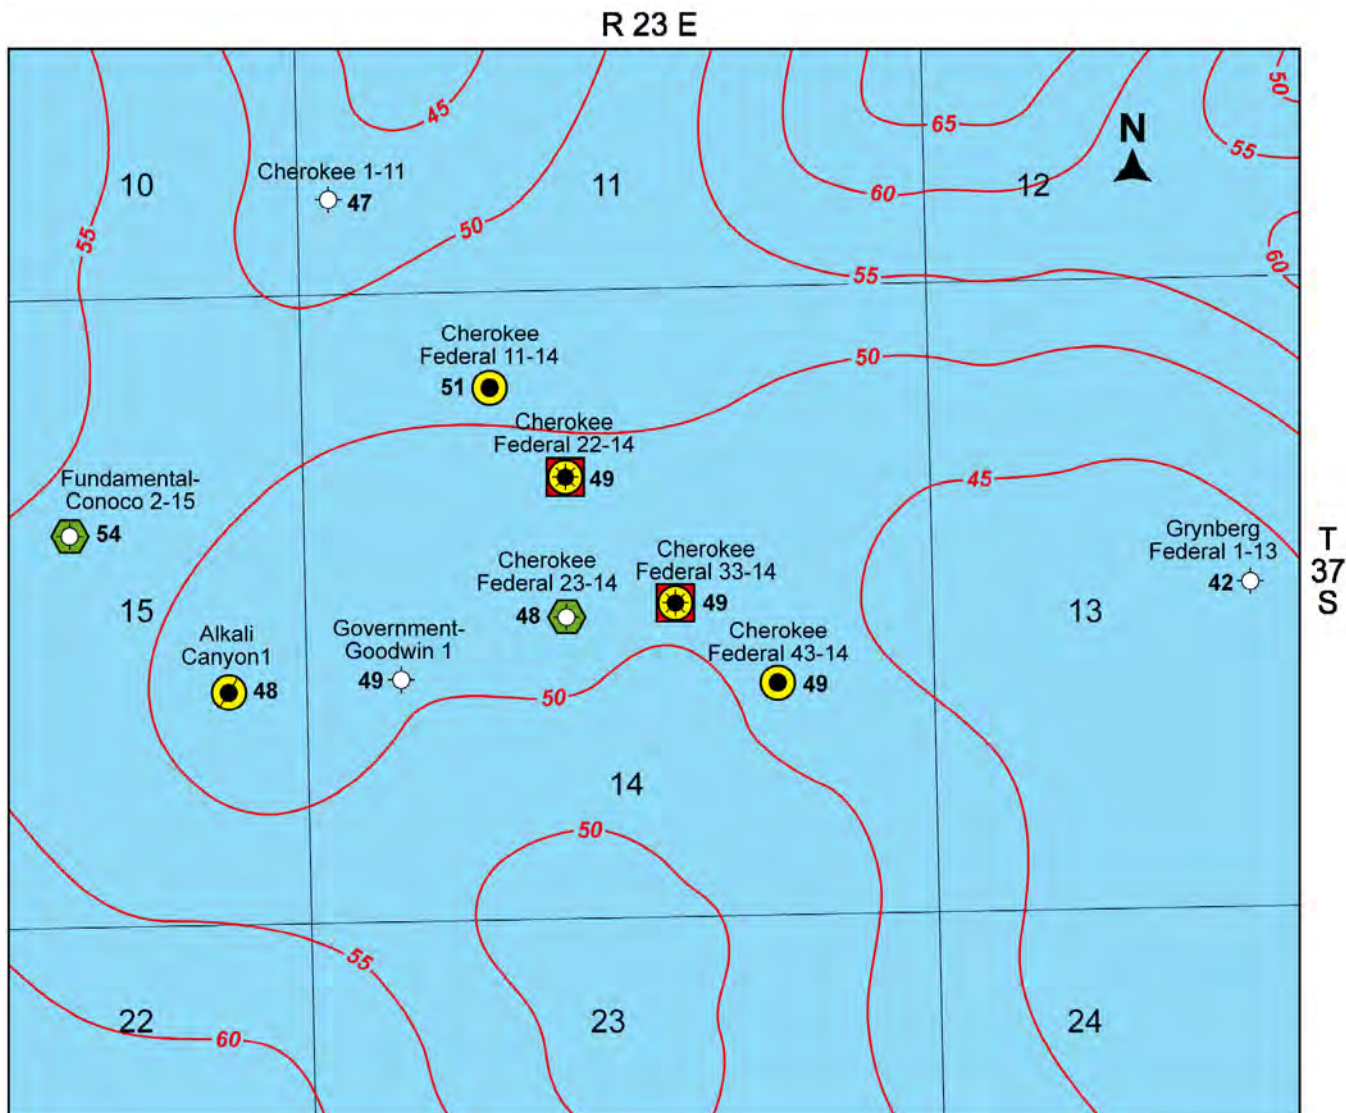 R 23 E
45
65
50
55
N
10
11
12
Cherokee 1-11
47
60
50
55
60
55
Cherokee
Federal 11-14
51
50
Cherokee
Federal 22-14
49
45
Fundamental-
Conoco 2-15
54
Grynberg
Federal 1-13
42
T
37
S
Cherokee
Federal 23-14
48
Cherokee
Federal 33-14
49
15
13
Alkali
Canyon1
48
Government-
Goodwin 1
49
Cherokee
Federal 43-14
49
50
14
50
55
22
60
23
24